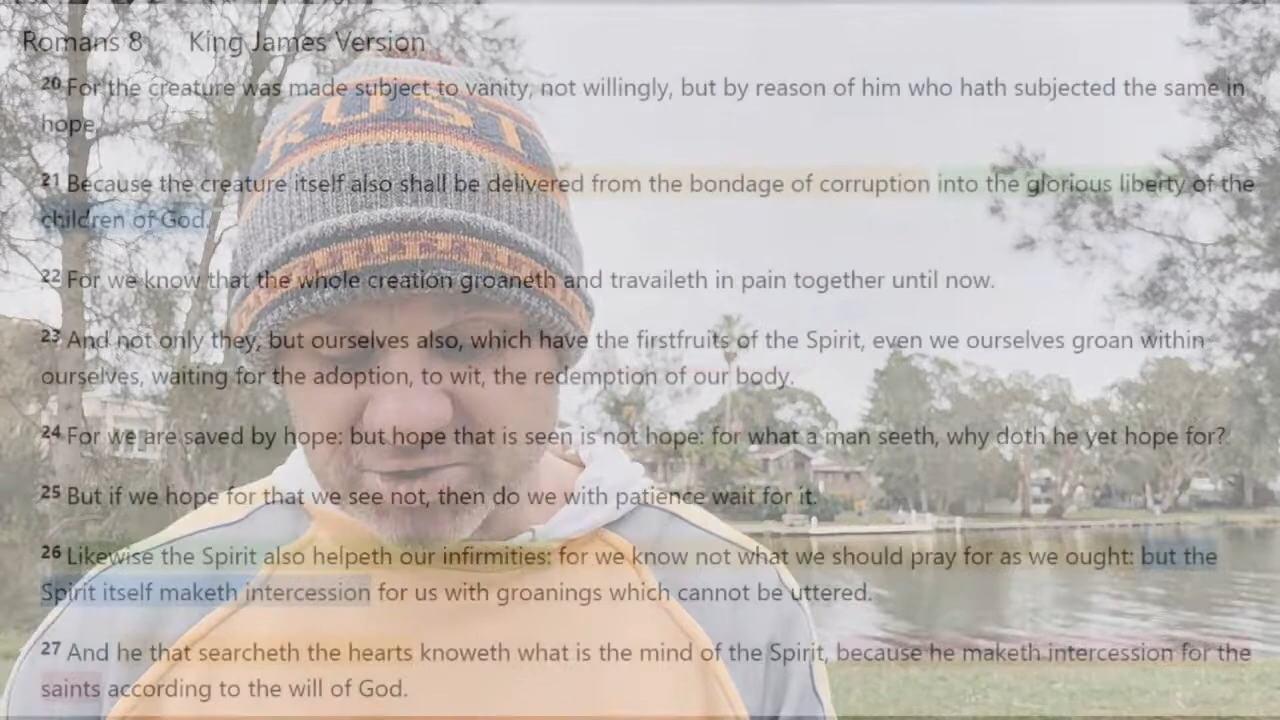 Romans 8 King James Version
20 For the creature was made subject to vanity, not willingly, but by reason of him who hath subjected the same in
hope,
21 Because the creature itself also shall be delivered from the bondage of corruption into the glorious liberty of the
children of God.
22 For we know that the whole creation groaneth and travaileth in pain together until now.
23 And not only they, but ourselves also, which have the firstfruits of the Spirit, even we ourselves groan within
ourselves, waiting for the adoption, to wit, the redemption of our body.
24 For we are saved by hope: but hope that is seen is not hope: for what a man seeth, why doth he yet hope for?
25 But if we hope for that we see not, then do we with patience wait for it.
26 Likewise the Spirit also helpeth our infirmities: for we know not what we should pray for as we ought: but the
Spirit itself maketh intercession for us with groanings which cannot be uttered.
27 And he that searcheth the hearts knoweth what is the mind of the Spirit, because he maketh intercession for the
saints according to the will of God.
RUST